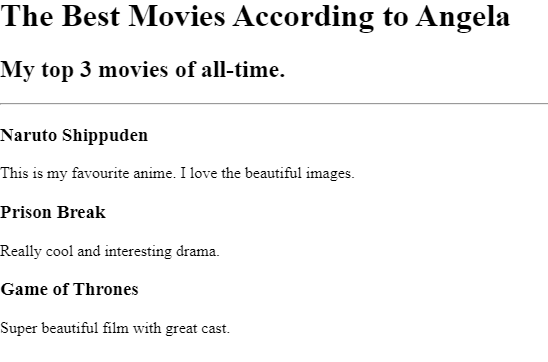 The Best Movies According to Angela
My top 3 movies of all-time.
Naruto Shippuden
This is my favourite anime. I love the beautiful images.
Prison Break
Really cool and interesting drama.
Game of Thrones
Super beautiful film with great cast.